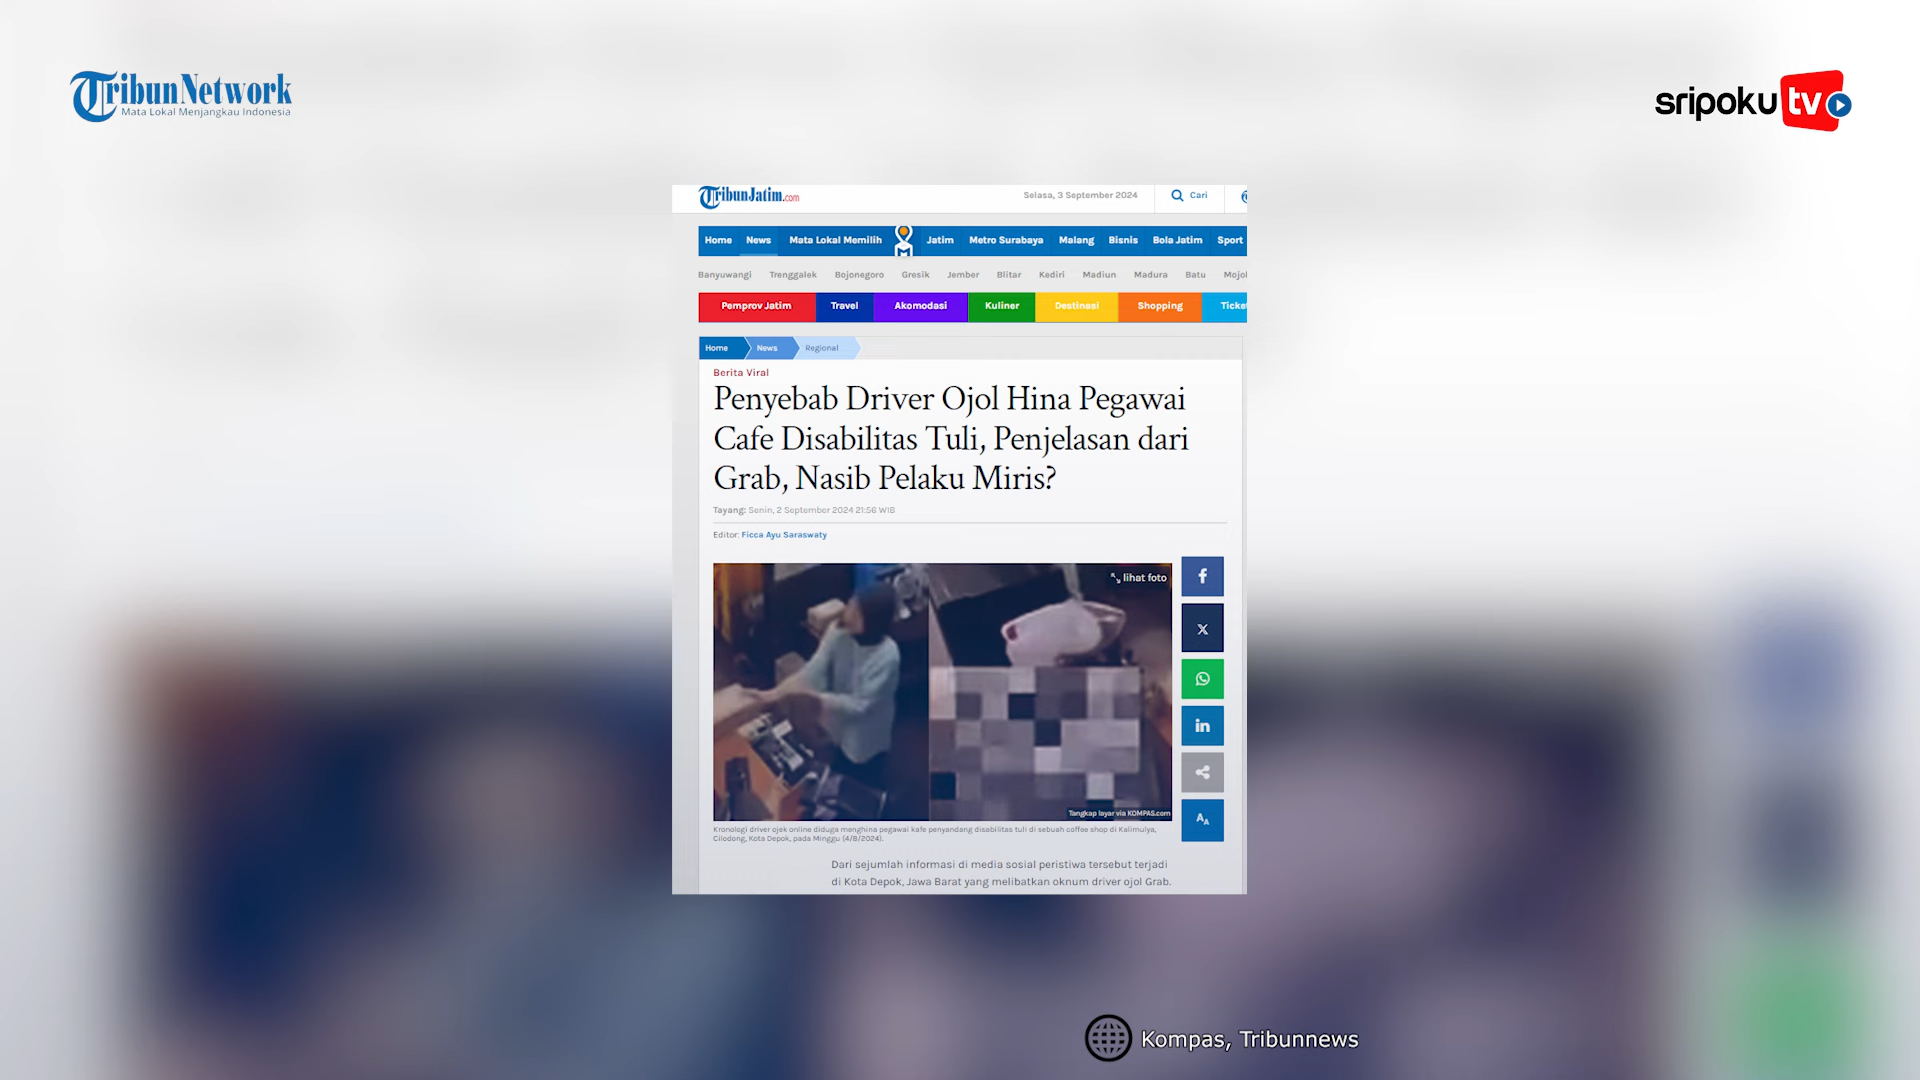 TribunNetwork
Mata Lokal Menjangkau Indonesia
sripoku tv
TribunJatim.com
Selasa, 3 September 2024
Cari
Home News Mata Lokal Memilih Jatim Metro Surabaya Malang Bisnis Bola Jatim Sport
Banyuwangi Trenggalek Bojonegoro Gresik Jember Blitar Kediri Madiun Madura Batu
Pemprov Jatim Travel Akomodasi Kuliner Destinasi Shopping
Home News Regional
Berita Viral
Penyebab Driver Ojol Hina Pegawai
Cafe Disabilitas Tuli, Penjelasan dari
Grab, Nasib Pelaku Miris?
Tayang: Senin, 2 September 2024 21:56 WIB
Editor: Ficca Ayu Saraswaty
lihat foto
Tangkap layar via KOMPAS.com
Kronologi driver ojek online diduga menghina pegawai kafe penyandang disabilitas tuli di sebuah coffee shop di Kalimulya,
Cilodong, Kota Depok, pada Minggu (4/8/2024).
Dari sejumlah informasi di media sosial peristiwa tersebut terjadi
di Kota Depok, Jawa Barat yang melibatkan oknum driver ojol Grab.
Kompas, Tribunnews